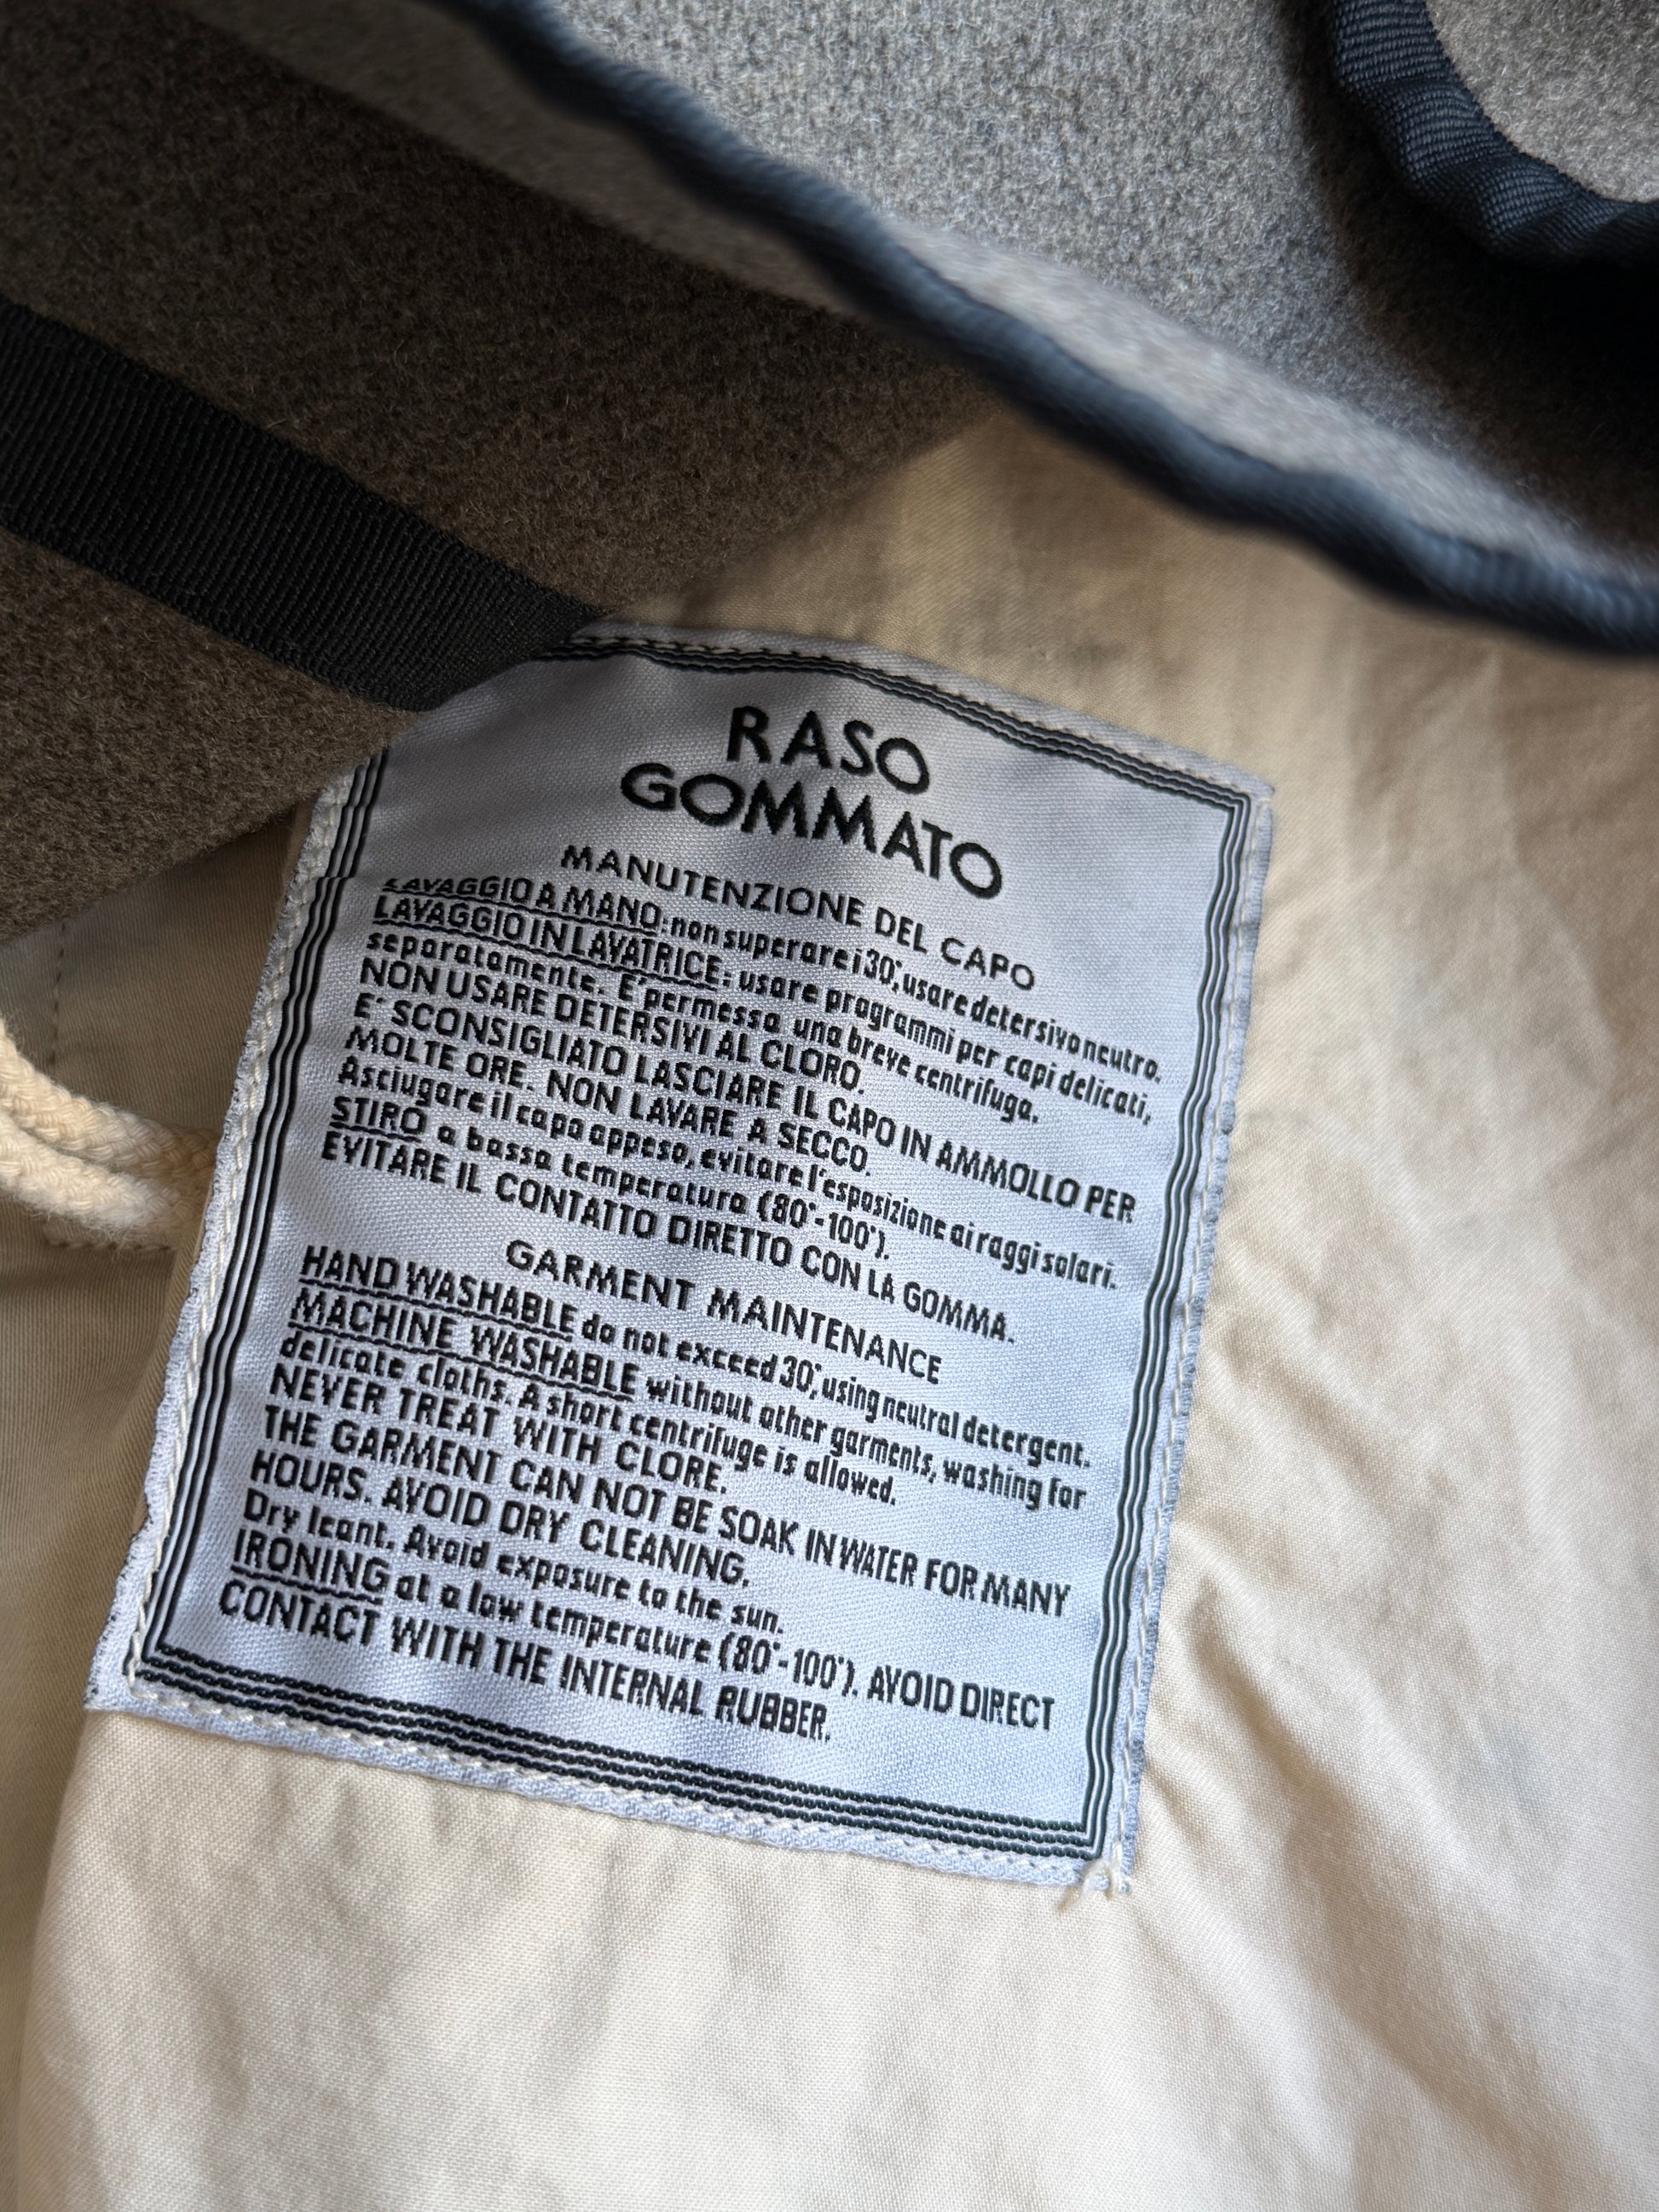 RASO
GOMMATO
MANUTENZIONE DEL CAPO
LAVAGGIO A MANO: non superare i 30°, usare detersivo neutro.
LAVAGGIO IN LAVATRICE: usare programmi per capi delicati,
separatamente. E' permessa una breve centrifuga.
NON USARE DETERSIVI AL CLORO.
E' SCONSIGLIATO LASCIARE IL CAPO IN AMMOLLO PER
MOLTE ORE. NON LAVARE A SECCO.
Asciugare il capo appeso, evitare l'esposizione ai raggi solari.
STIRO a bassa temperatura (80°-100°).
EVITARE IL CONTATTO DIRETTO CON LA GOMMA.
GARMENT MAINTENANCE
HAND WASHABLE do not exceed 30°, using neutral detergent.
MACHINE WASHABLE without other garments, washing for
delicate cloths. A short centrifuge is allowed.
NEVER TREAT WITH CLORE.
THE GARMENT CAN NOT BE SOAK IN WATER FOR MANY
HOURS. AVOID DRY CLEANING.
Dry leant. Avoid exposure to the sun.
IRONING at a low temperature (80°-100°). AVOID DIRECT
CONTACT WITH THE INTERNAL RUBBER.